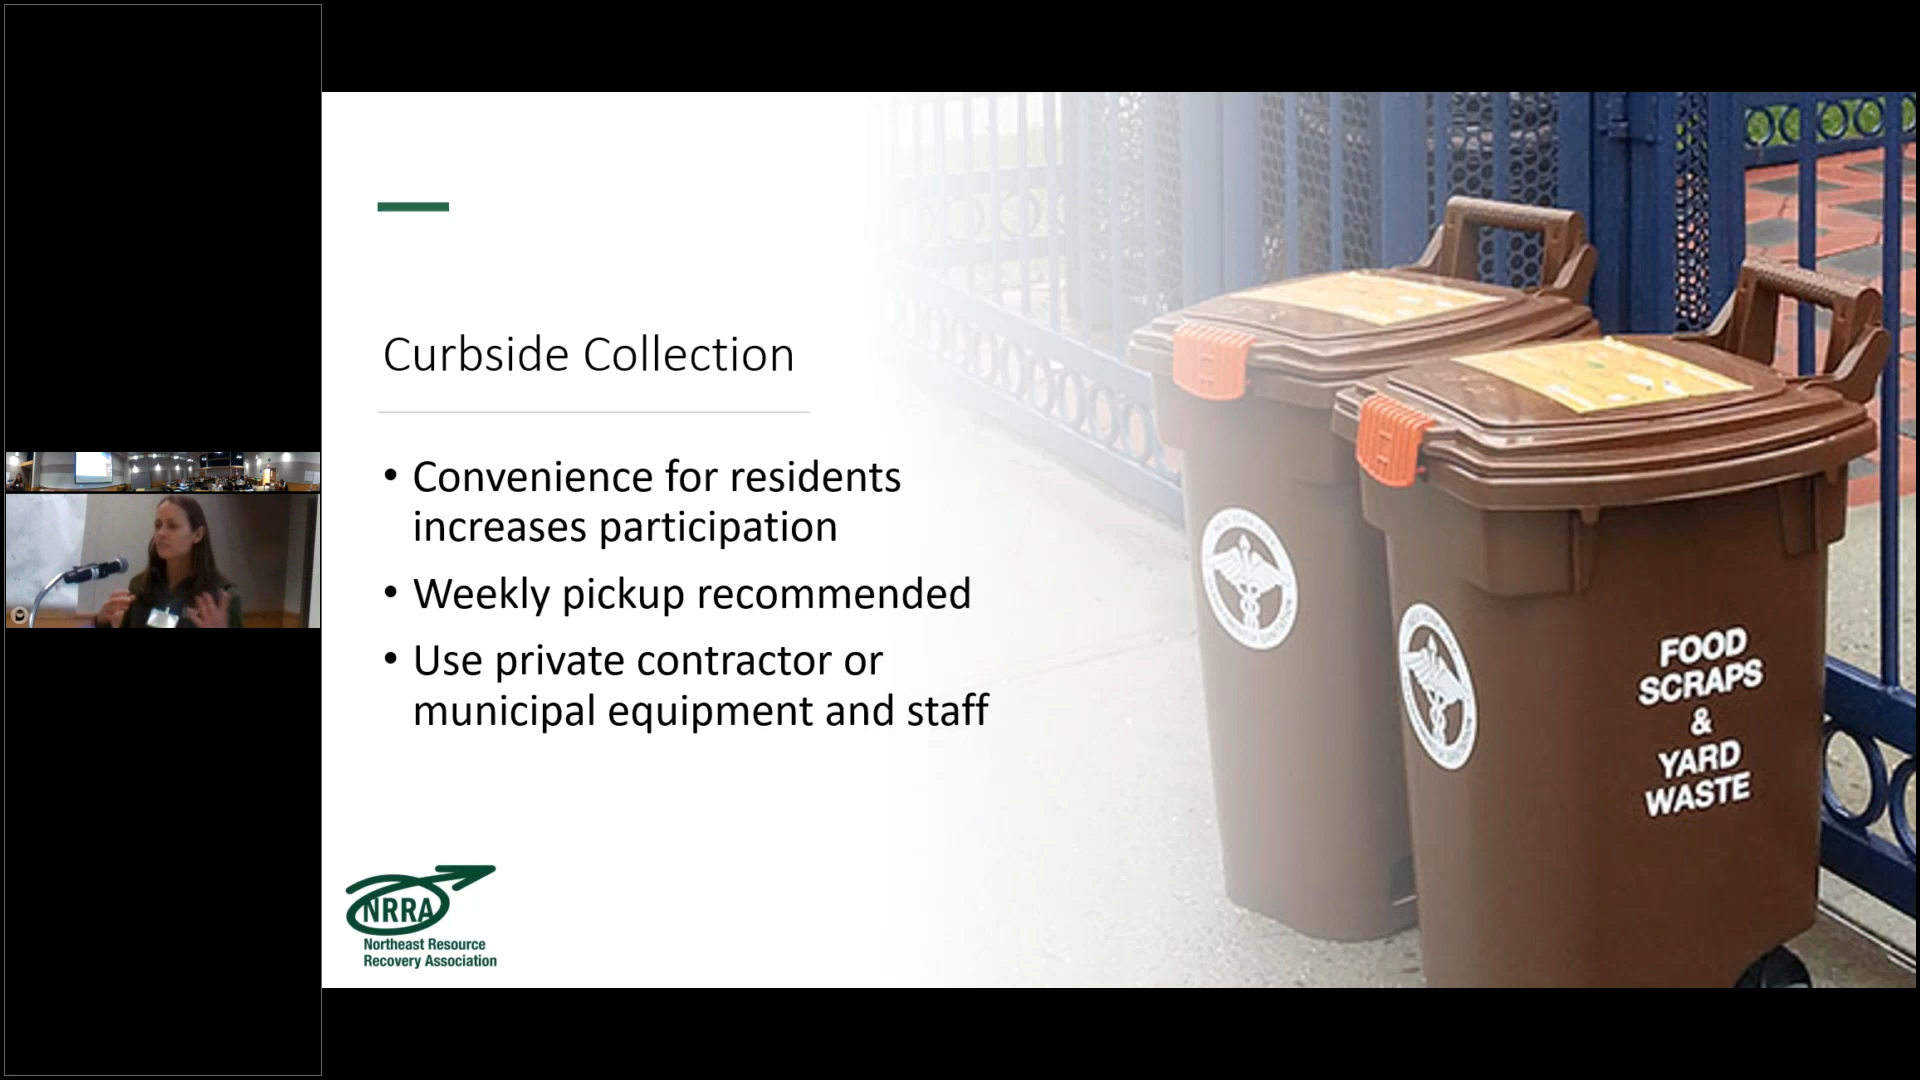 Curbside Collection
• Convenience for residents
increases participation
• Weekly pickup recommended
• Use private contractor or
municipal equipment and staff
NRRA
Northeast Resource
Recovery Association
FOOD
SCRAPS
&
YARD
WASTE